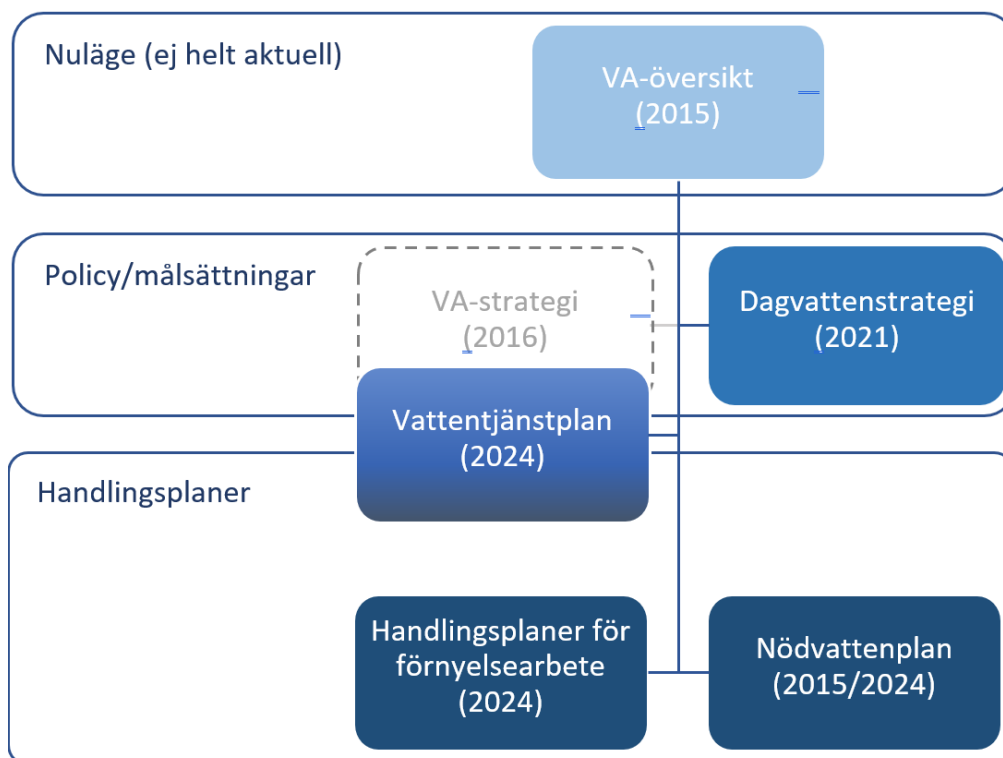 Nuläge (ej helt aktuell)
VA-översikt
(2015)
Policy/målsättningar
VA-strategi
(2016)
Dagvattenstrategi
(2021)
Vattentjänstplan
(2024)
Handlingsplaner
Handlingsplaner för
förnyelsearbete
(2024)
Nödvattenplan
(2015/2024)